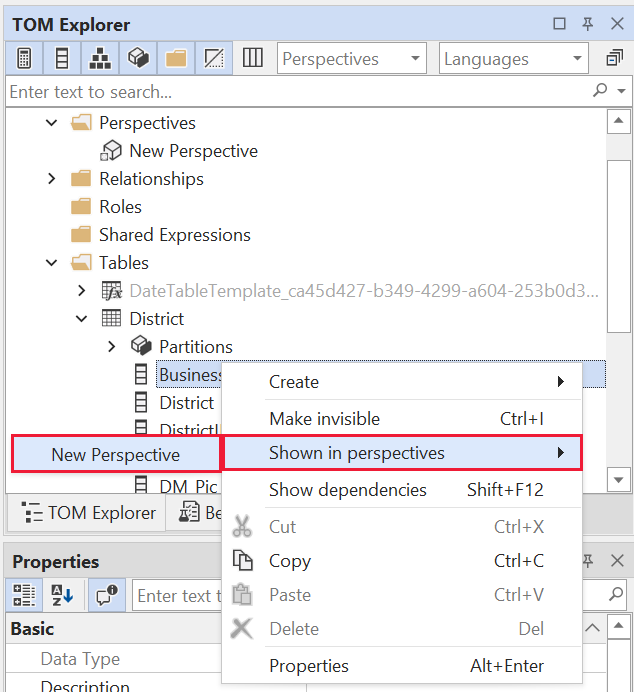 TOM Explorer
Perspectives
Languages
Enter text to search...
Perspectives
New Perspective
Relationships
Roles
Shared Expressions
Tables
DateTableTemplate_ca45d427-b349-4299-a604-253b0d3...
District
Partitions
Business
Create
District
Make invisible Ctrl+I
DistrictI
New Perspective
Shown in perspectives
DM_Pic
Show dependencies Shift+F12
TOM Explorer
Be
Cut Ctrl+X
Properties
Copy Ctrl+C
Enter text t
Paste Ctrl+V
Basic
Delete Del
Data Type
Properties Alt+Enter
Description